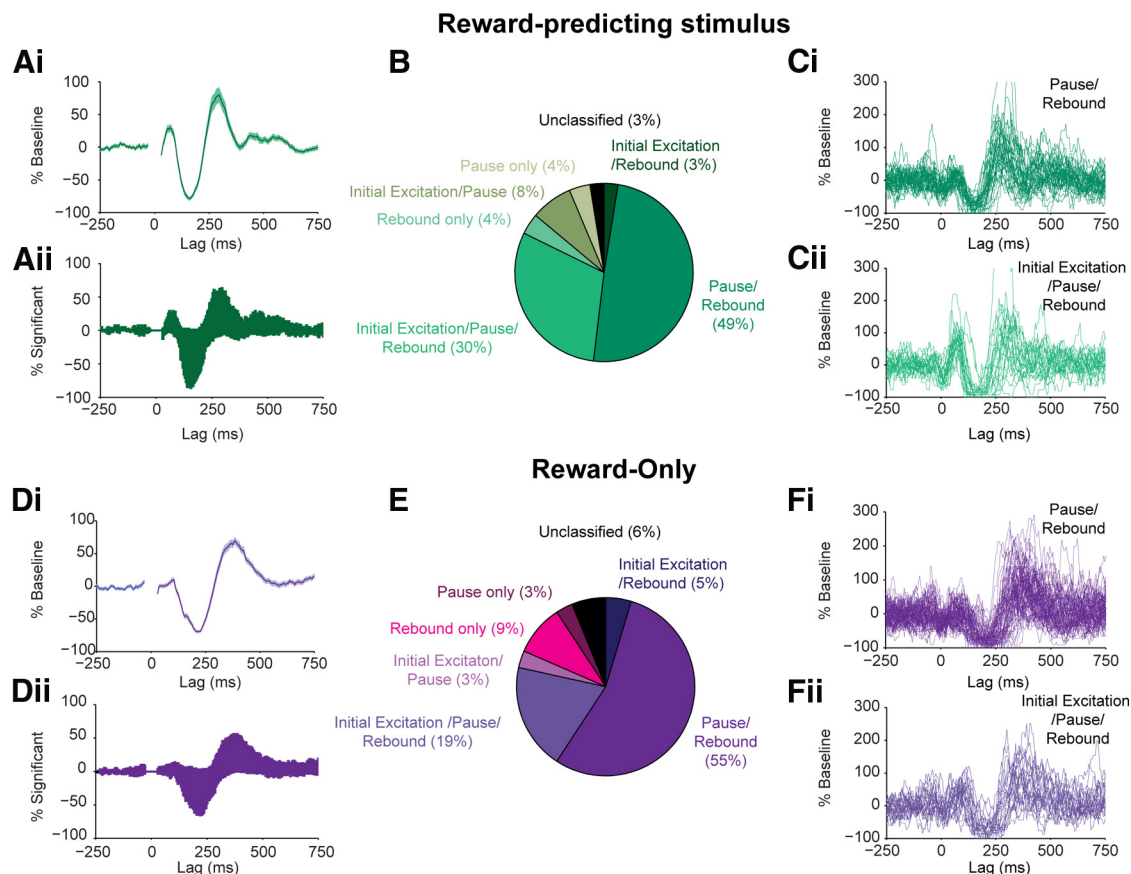 Reward-predicting stimulus
Ai
100
50
0
−50
−100
% Baseline
−250
0
250
500
750
Lag (ms)
Aii
100
50
0
−50
−100
% Significant
−250
0
250
500
750
Lag (ms)
B
Unclassified (3%)
Initial Excitation
/Rebound (3%)
Pause only (4%)
Initial Excitation/Pause (8%)
Rebound only (4%)
Pause/
Rebound
(49%)
Initial Excitation/Pause/
Rebound (30%)
Ci
Pause/
Rebound
300
200
100
0
−100
% Baseline
−250
0
250
500
750
Lag (ms)
Cii
Initial Excitation
/Pause/
Rebound
300
200
100
0
−100
% Baseline
−250
0
250
500
750
Lag (ms)
Reward-Only
Di
100
50
0
−50
−100
% Baseline
−250
0
250
500
750
Lag (ms)
Dii
100
50
0
−50
−100
% Significant
−250
0
250
500
750
Lag (ms)
E
Unclassified (6%)
Initial Excitation
/Rebound (5%)
Pause only (3%)
Rebound only (9%)
Initial Excitaton/
Pause (3%)
Initial Excitation /Pause/
Rebound (19%)
Pause/
Rebound
(55%)
Fi
Pause/
Rebound
300
200
100
0
−100
% Baseline
−250
0
250
500
750
Lag (ms)
Fii
Initial Excitation
/Pause/
Rebound
300
200
100
0
−100
% Baseline
−250
0
250
500
750
Lag (ms)